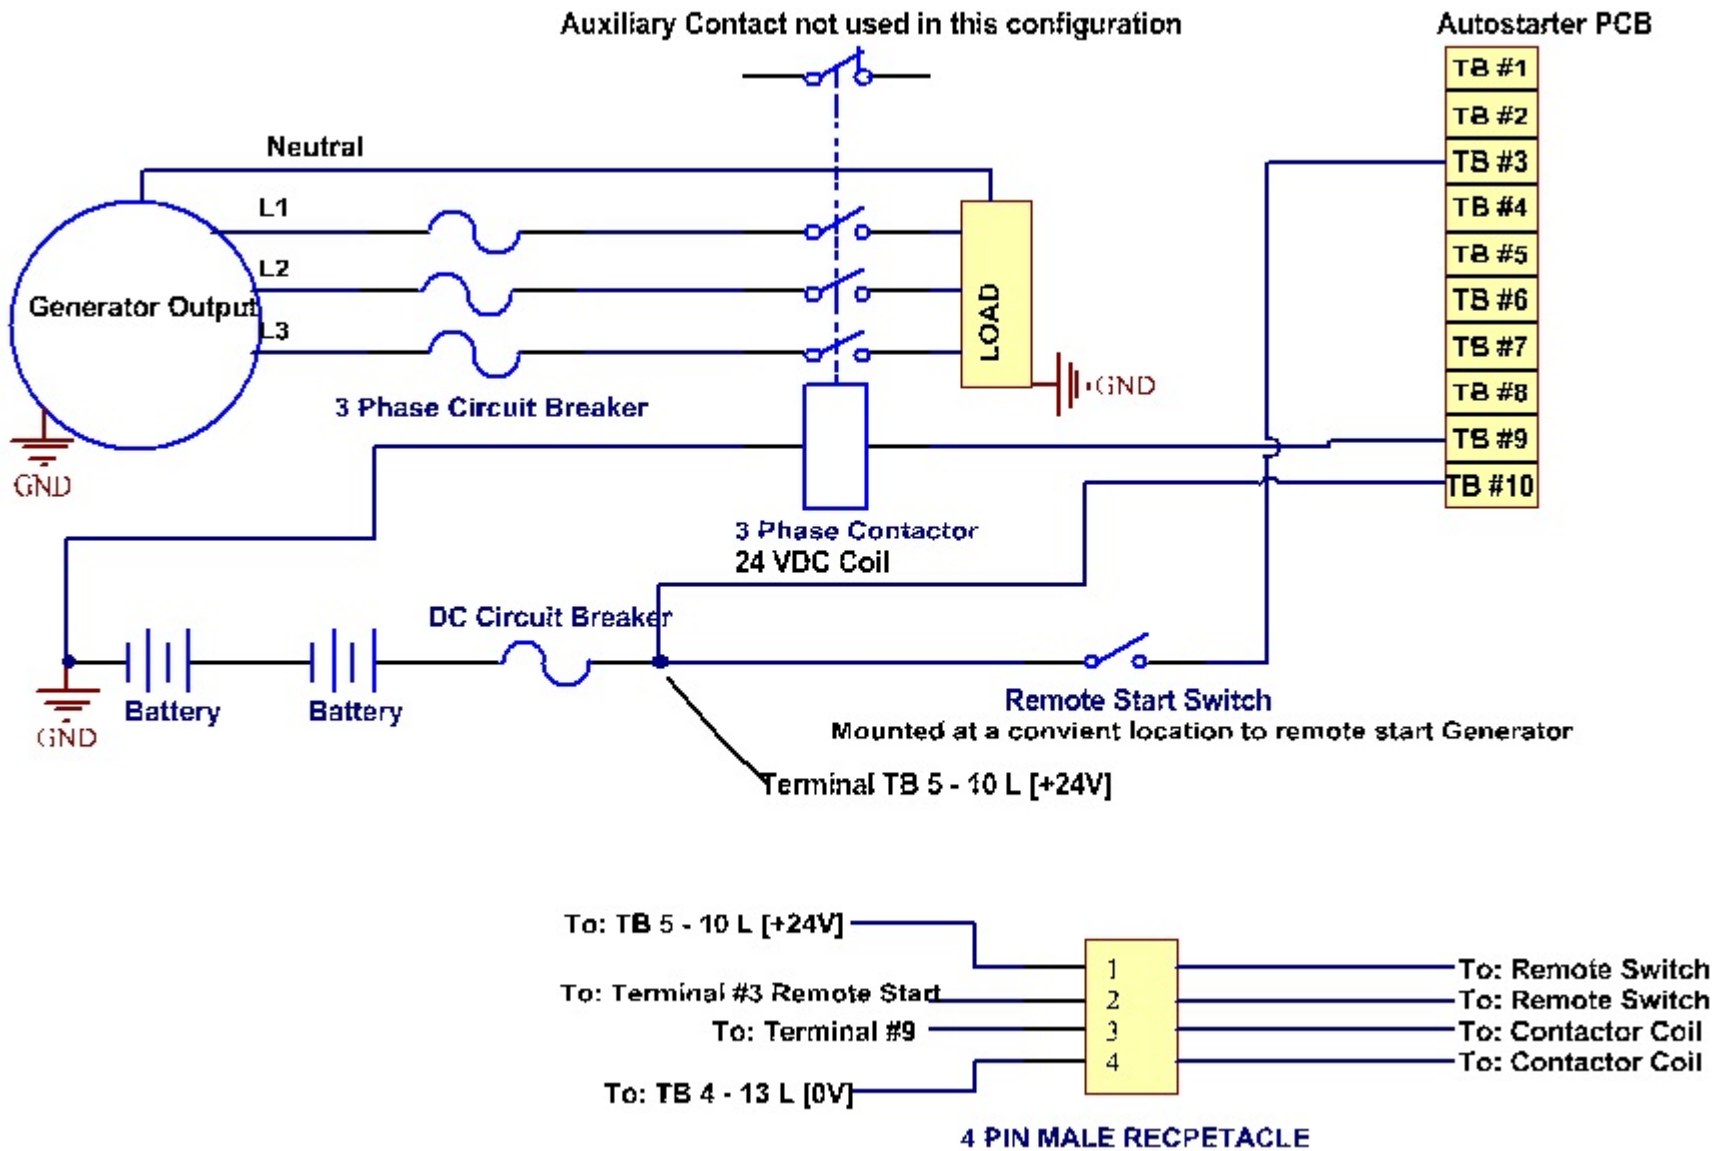 Auxiliary Contact not used in this configuration
Autostarter PCB
TB #1
TB #2
TB #3
TB #4
TB #5
TB #6
TB #7
TB #8
TB #9
TB #10
Neutral
L1
L2
Generator Output
L3
LOAD
GND
3 Phase Circuit Breaker
GND
3 Phase Contactor
24 VDC Coil
DC Circuit Breaker
Battery
Battery
GND
Remote Start Switch
Mounted at a convient location to remote start Generator
Terminal TB 5 - 10 L [+24V]
To: TB 5 - 10 L [+24V]
To: Terminal #3 Remote Start
To: Terminal #9
To: TB 4 - 13 L [0V]
1
2
3
4
To: Remote Switch
To: Remote Switch
To: Contactor Coil
To: Contactor Coil
4 PIN MALE RECPETACLE